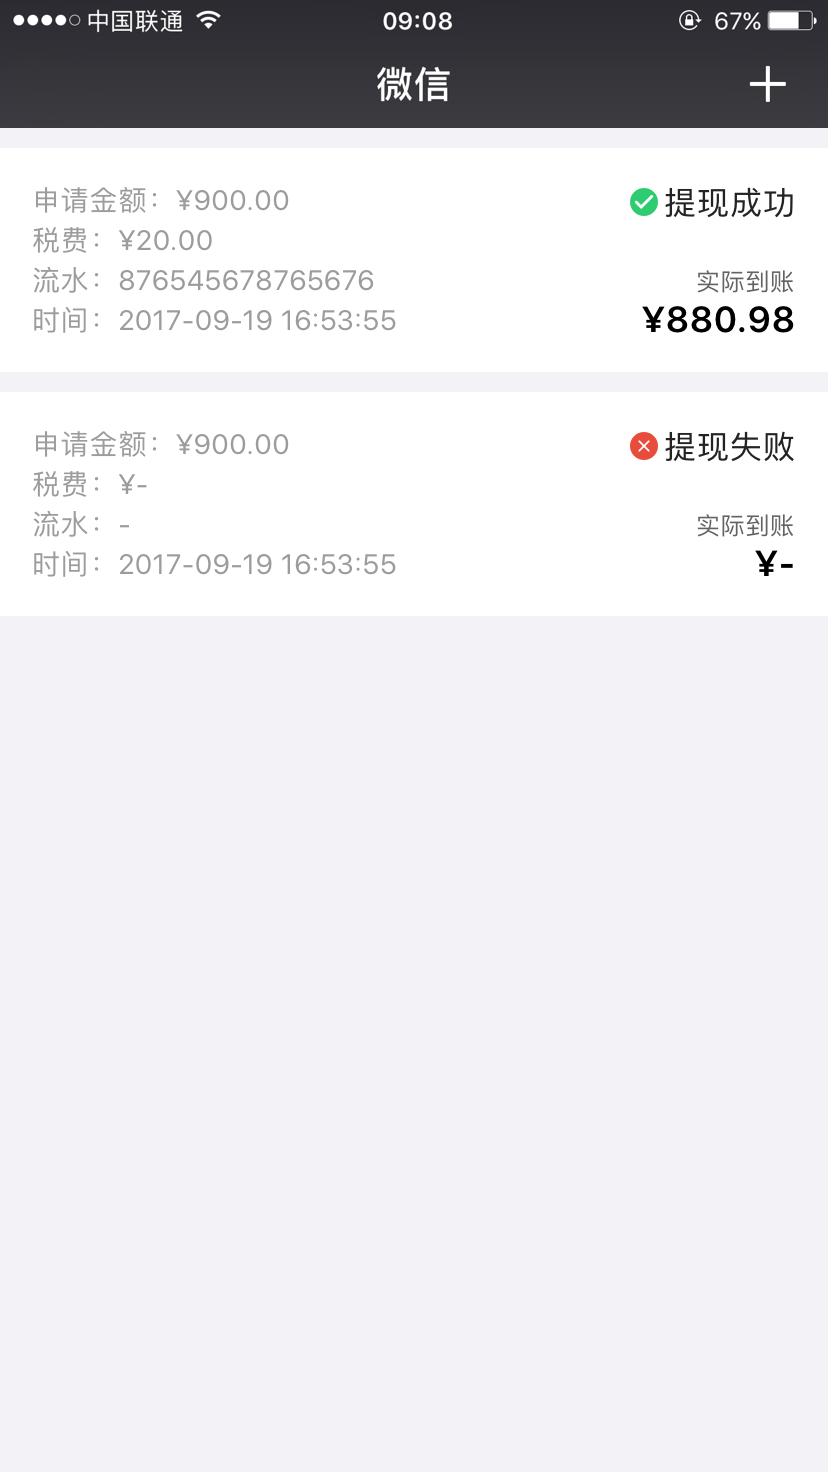 中国联通 09:08 67%
微信
申请金额：¥900.00 提现成功
税费：¥20.00
流水：876545678765676 实际到账
时间：2017-09-19 16:53:55 ¥880.98
申请金额：¥900.00 提现失败
税费：¥-
流水：- 实际到账
时间：2017-09-19 16:53:55 ¥-